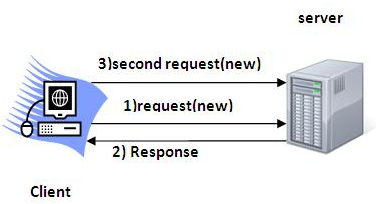 server
3)second request(new)
1)request(new)
2) Response
Client